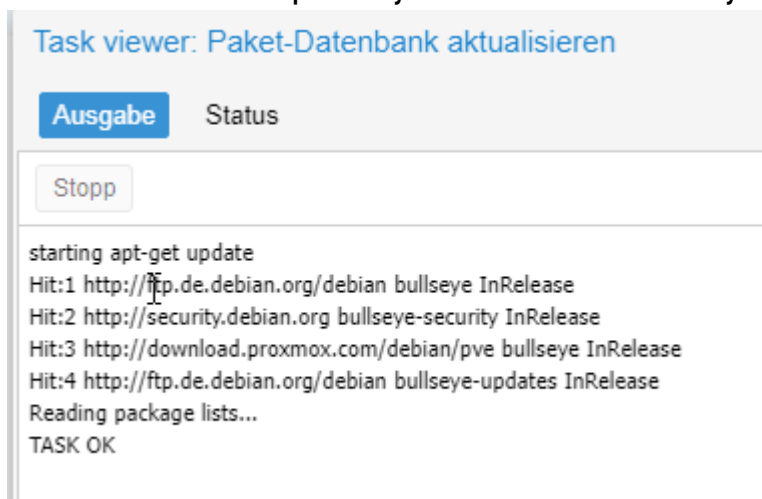 Task viewer: Paket-Datenbank aktualisieren
Ausgabe Status
Stopp
starting apt-get update
Hit:1 http://ftp.de.debian.org/debian bullseye InRelease
Hit:2 http://security.debian.org bullseye-security InRelease
Hit:3 http://download.proxmox.com/debian/pve bullseye InRelease
Hit:4 http://ftp.de.debian.org/debian bullseye-updates InRelease
Reading package lists...
TASK OK